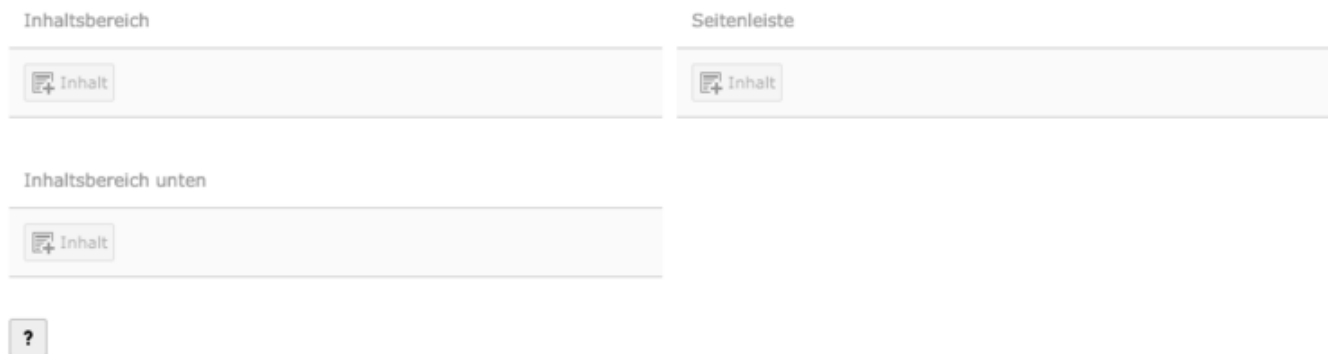 Inhaltsbereich
Inhalt
Seitenleiste
Inhalt
Inhaltsbereich unten
Inhalt
?